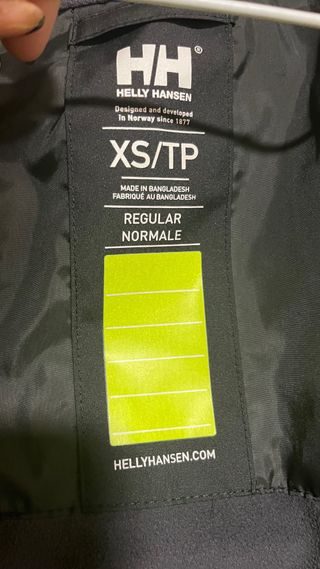 HH®
HELLY HANSEN
Designed and developed
in Norway since 1877
XS/TP
MADE IN BANGLADESH
FABRIQUÉ AU BANGLADESH
REGULAR
NORMALE
HELLYHANSEN.COM